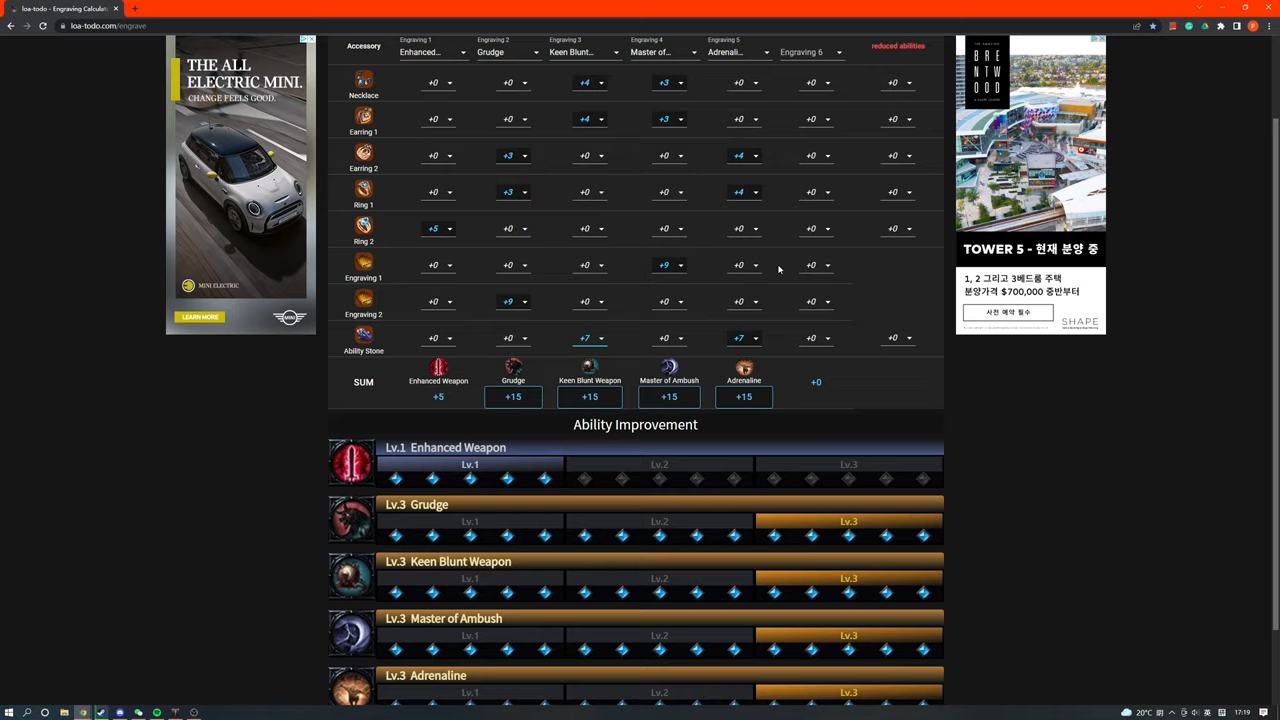 loa-todo - Engraving Calculat
loa-todo.com/engrave
THE ALL
ELECTRIC MINI.
CHANGE FEELS GOOD.
MINI ELECTRIC
LEARN MORE
MINI
Accessory
Engraving 1
Engraving 2
Engraving 3
Engraving 4
Engraving 5
Enhanced...
Grudge
Keen Blunt...
Master of...
Adrenali...
Engraving 6
reduced abilities
Necklace +0 +0 +4 +3 +0 +0 +0
Earring 1 +0 +0 +4 +3 +0 +0 +0
Earring 2 +0 +3 +0 +0 +4 +0 +0
Ring 1 +0 +3 +0 +0 +4 +0 +0
Ring 2 +5 +0 +0 +0 +0 +0 +0
Engraving 1 +0 +0 +0 +9 +0 +0
Engraving 2 +0 +9 +0 +0 +0 +0
Ability Stone +0 +0 +7 +0 +7 +0 +0
SUM
Enhanced Weapon
Grudge
Keen Blunt Weapon
Master of Ambush
Adrenaline
+5 +15 +15 +15 +15 +0
Ability Improvement
Lv.1 Enhanced Weapon
Lv.1 Lv.2 Lv.3
Lv.3 Grudge
Lv.1 Lv.2 Lv.3
Lv.3 Keen Blunt Weapon
Lv.1 Lv.2 Lv.3
Lv.3 Master of Ambush
Lv.1 Lv.2 Lv.3
Lv.3 Adrenaline
Lv.1 Lv.2 Lv.3
THE AMAZING
BRE
NTW
OOD
TOWER 5 - 현재 분양 중
1, 2 그리고 3베드룸 주택
분양가격 $700,000 중반부터
사전 예약 필수
SHAPE
20°C 阴
英
17:19